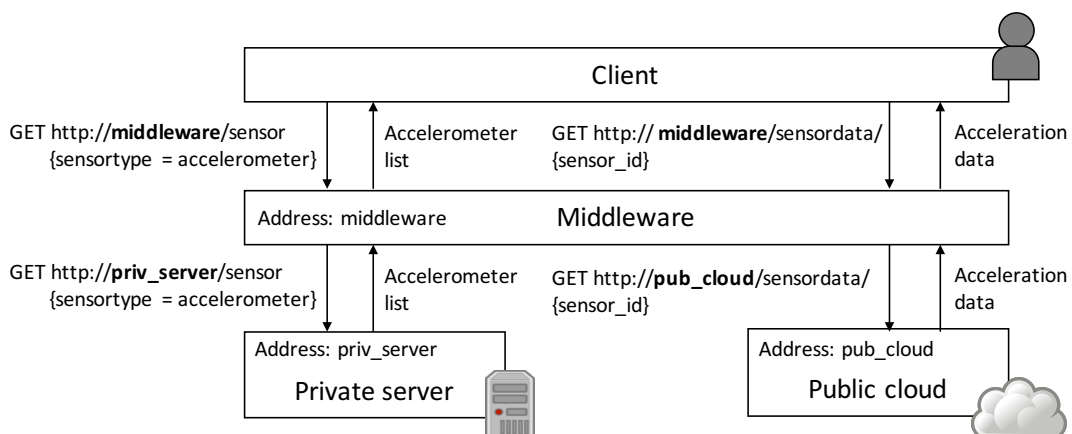 Client
GET http://middleware/sensor
{sensortype = accelerometer}
Accelerometer
list
GET http:// middleware/sensordata/
{sensor_id}
Acceleration
data
Address: middleware
Middleware
GET http://priv_server/sensor
{sensortype = accelerometer}
Accelerometer
list
GET http://pub_cloud/sensordata/
{sensor_id}
Acceleration
data
Address: priv_server
Private server
Address: pub_cloud
Public cloud